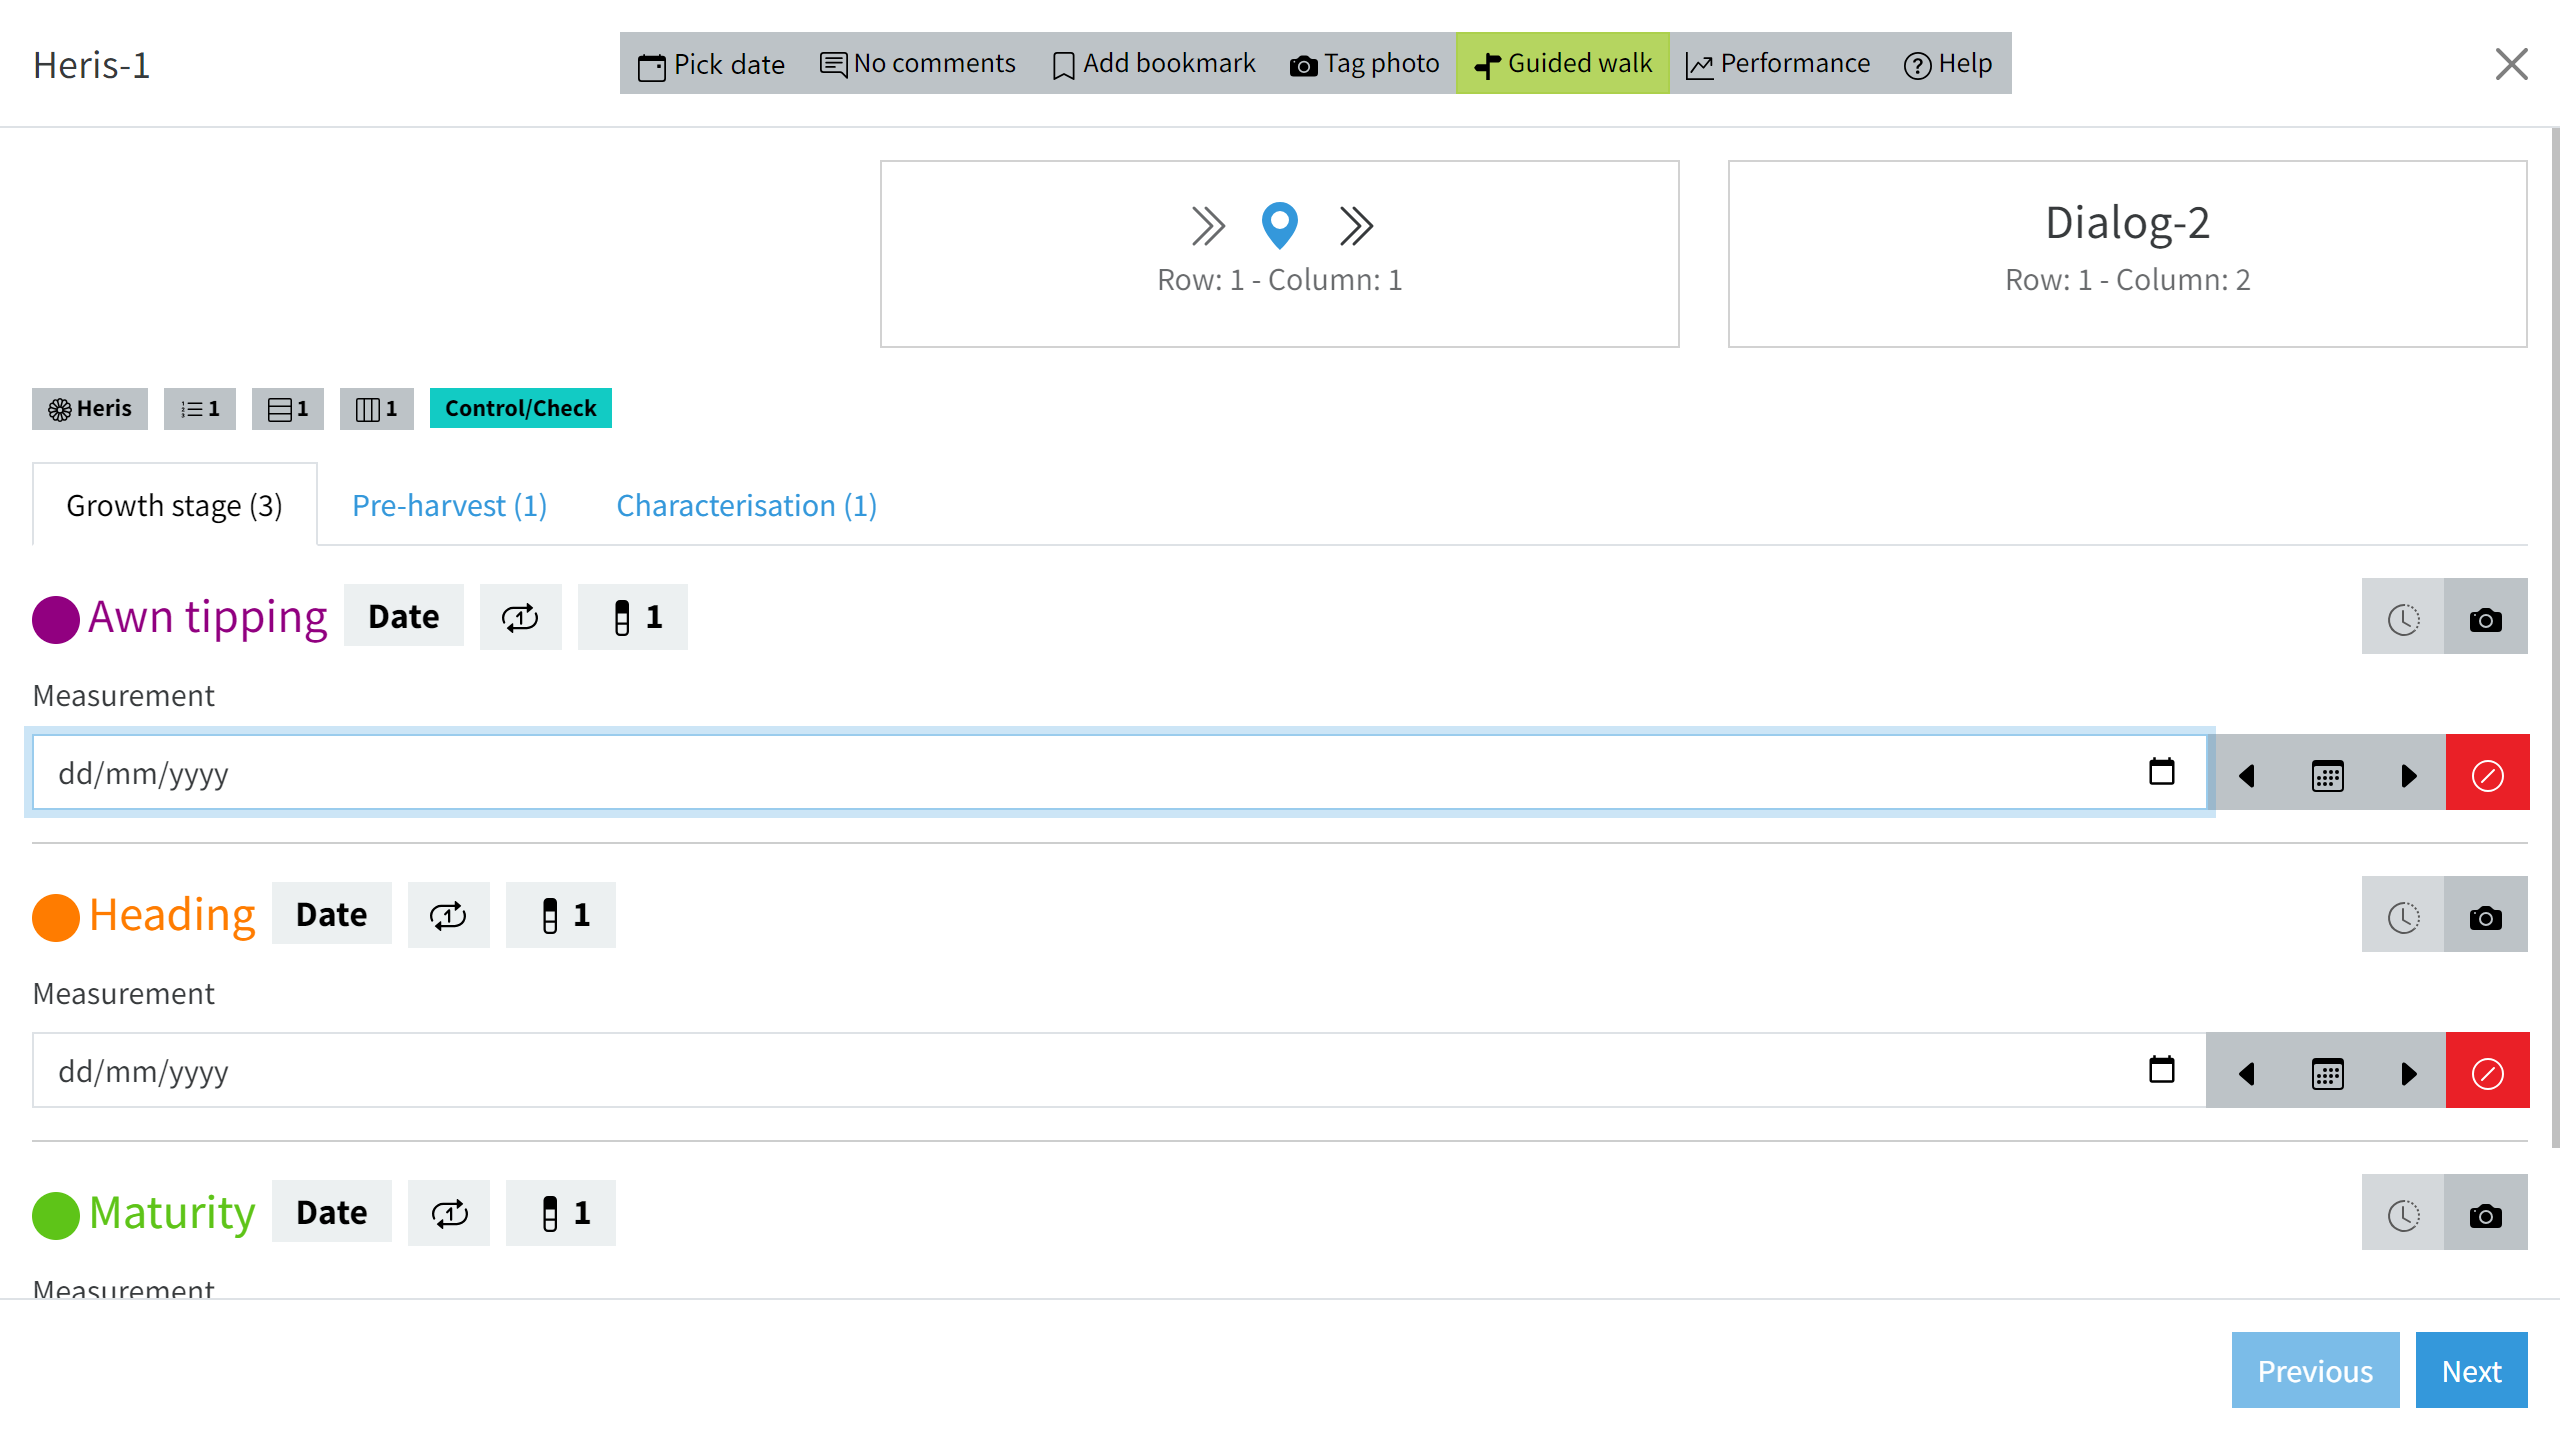 Heris-1
Pick date No comments Add bookmark Tag photo Guided walk Performance Help
Row: 1 - Column: 1
Dialog-2
Row: 1 - Column: 2
Heris 1 1 1 Control/Check
Growth stage (3) Pre-harvest (1) Characterisation (1)
Awn tipping Date 1 1
Measurement
dd/mm/yyyy
Heading Date 1 1
Measurement
dd/mm/yyyy
Maturity Date 1 1
Measurement
Previous Next